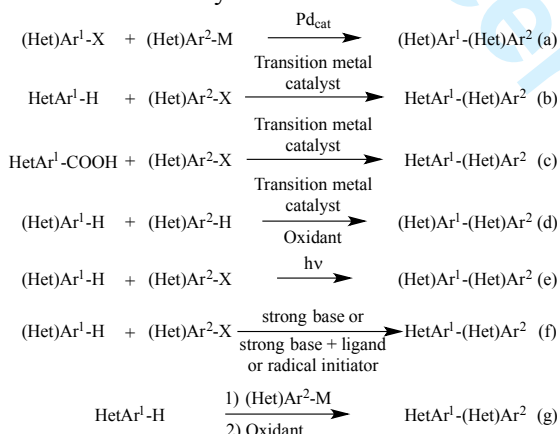 (Het)Ar¹-X + (Het)Ar²-M Pd_cat (Het)Ar¹-(Het)Ar² (a)
Transition metal
HetAr¹-H + (Het)Ar²-X catalyst HetAr¹-(Het)Ar² (b)
Transition metal
HetAr¹-COOH + (Het)Ar²-X catalyst HetAr¹-(Het)Ar² (c)
Transition metal
(Het)Ar¹-H + (Het)Ar²-H catalyst (Het)Ar¹-(Het)Ar² (d)
Oxidant
(Het)Ar¹-H + (Het)Ar²-X hν (Het)Ar¹-(Het)Ar² (e)
strong base or
(Het)Ar¹-H + (Het)Ar²-X HetAr¹-(Het)Ar² (f)
strong base + ligand
or radical initiator
HetAr¹-H 1) (Het)Ar²-M HetAr¹-(Het)Ar² (g)
2) Oxidant